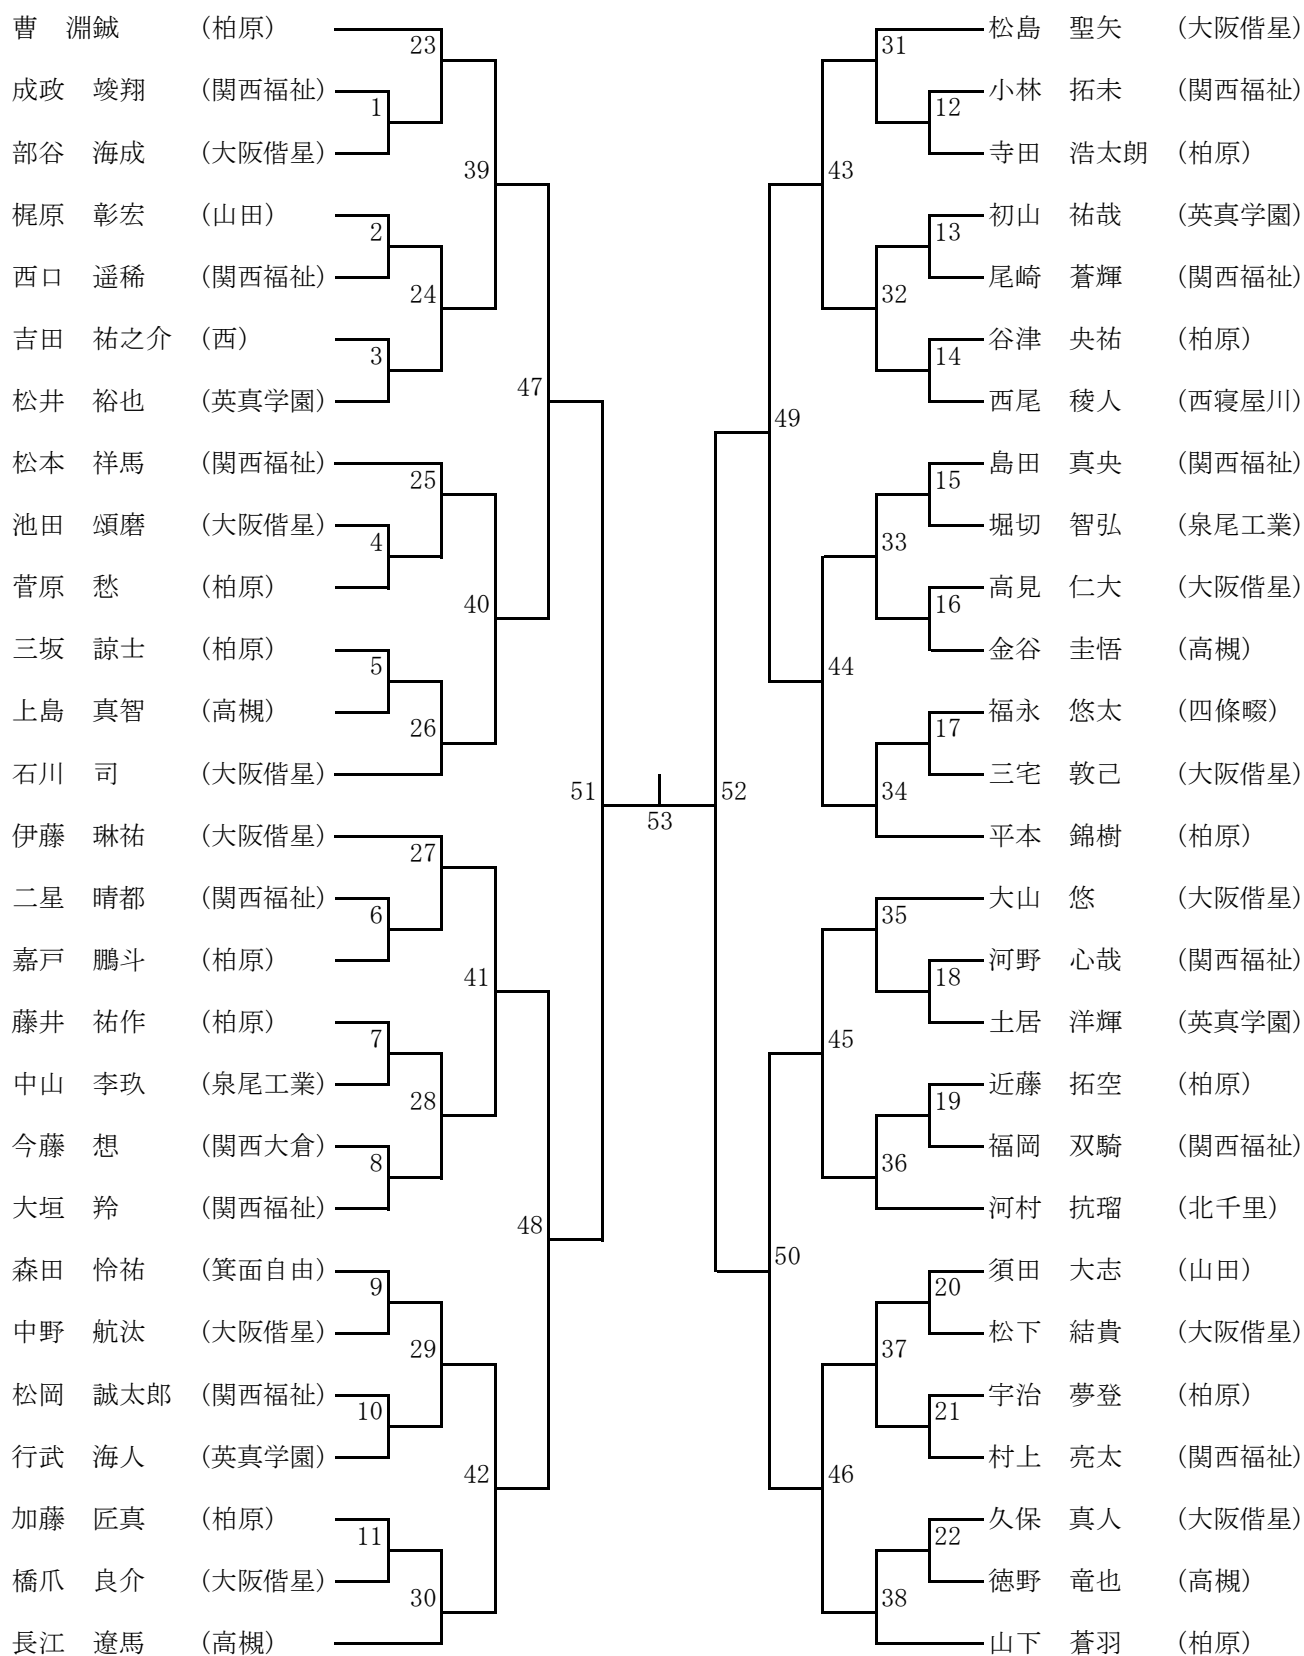 曹　淵鋮　(柏原)
23
成政　竣翔　(関西福祉)
1
部谷　海成　(大阪偕星)
39
梶原　彰宏　(山田)
2
西口　遥稀　(関西福祉)
24
吉田　祐之介　(西)
3
松井　裕也　(英真学園)
47
松本　祥馬　(関西福祉)
25
池田　頌磨　(大阪偕星)
4
菅原　愁　(柏原)
40
三坂　諒士　(柏原)
5
上島　真智　(高槻)
26
石川　司　(大阪偕星)
51
伊藤　琳祐　(大阪偕星)
27
二星　晴都　(関西福祉)
6
嘉戸　鵬斗　(柏原)
41
藤井　祐作　(柏原)
7
中山　李玖　(泉尾工業)
28
今藤　想　(関西大倉)
8
大垣　羚　(関西福祉)
48
森田　怜祐　(箕面自由)
9
中野　航汰　(大阪偕星)
29
松岡　誠太郎　(関西福祉)
10
行武　海人　(英真学園)
42
加藤　匠真　(柏原)
11
橋爪　良介　(大阪偕星)
30
長江　遼馬　(高槻)
53
松島　聖矢　(大阪偕星)
31
小林　拓未　(関西福祉)
12
寺田　浩太朗　(柏原)
43
初山　祐哉　(英真学園)
13
尾崎　蒼輝　(関西福祉)
32
谷津　央祐　(柏原)
14
西尾　稜人　(西寝屋川)
49
島田　真央　(関西福祉)
15
堀切　智弘　(泉尾工業)
33
高見　仁大　(大阪偕星)
16
金谷　圭悟　(高槻)
44
福永　悠太　(四條畷)
17
三宅　敦己　(大阪偕星)
34
52
平本　錦樹　(柏原)
大山　悠　(大阪偕星)
35
河野　心哉　(関西福祉)
18
土居　洋輝　(英真学園)
45
近藤　拓空　(柏原)
19
福岡　双騎　(関西福祉)
36
河村　抗瑠　(北千里)
50
須田　大志　(山田)
20
松下　結貴　(大阪偕星)
37
宇治　夢登　(柏原)
21
村上　亮太　(関西福祉)
46
久保　真人　(大阪偕星)
22
徳野　竜也　(高槻)
38
山下　蒼羽　(柏原)